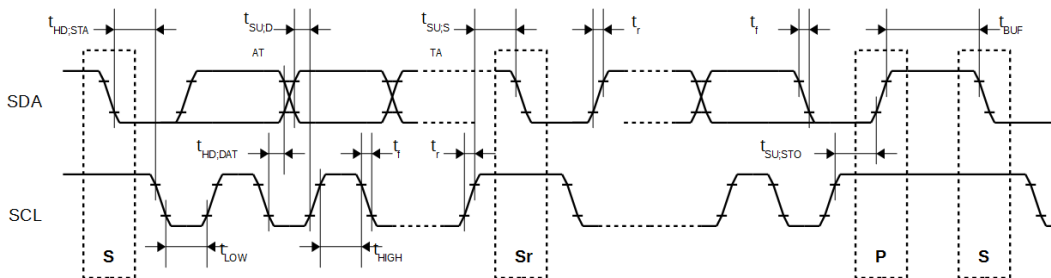 tHD;STA
tSU;D
AT
tSU;S
TA
tr
tf
tBUF
SDA
tHD;DAT
tf
tr
tSU;STO
SCL
S
tLOW
tHIGH
Sr
P
S